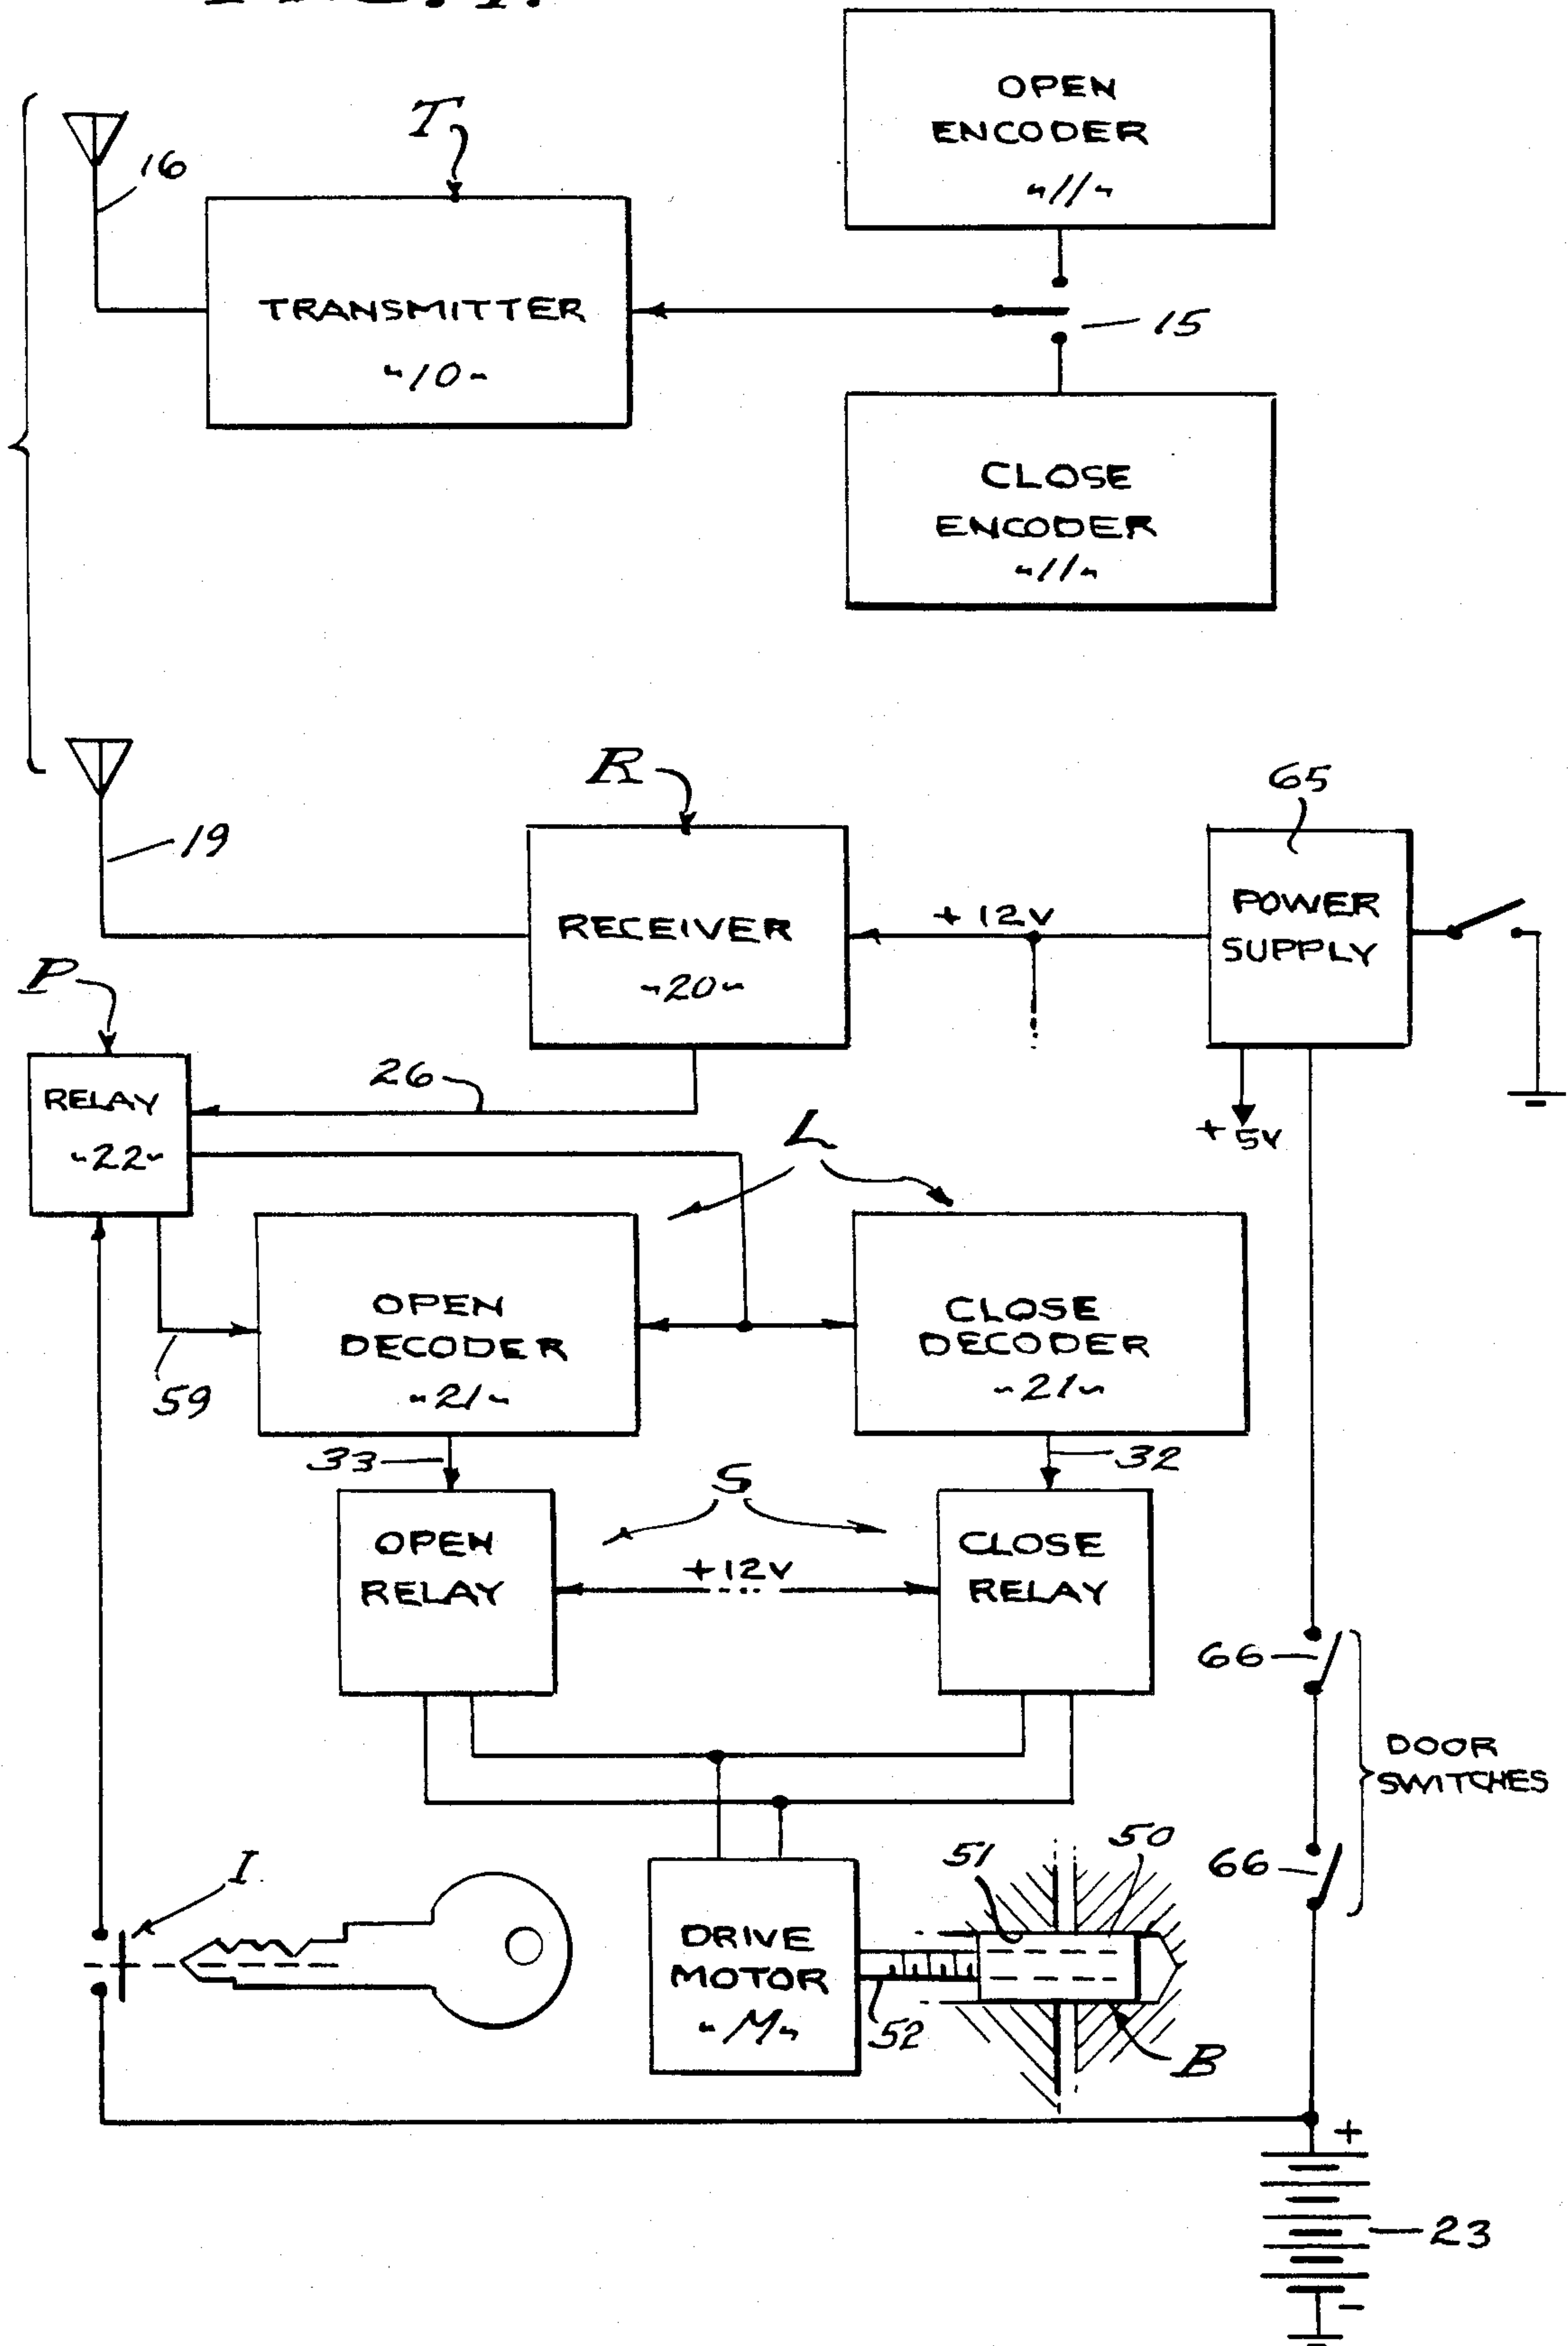 T
16
OPEN
ENCODER
-11-
TRANSMITTER
-10-
15
CLOSE
ENCODER
-11-
R
65
19
RECEIVER
-20-
+12V
POWER
SUPPLY
P
RELAY
-22-
26
L
+5V
OPEN
DECODER
-21-
CLOSE
DECODER
-21-
59
33
32
S
OPEN
RELAY
+12V
CLOSE
RELAY
66
DOOR
SWITCHES
66
I
51
50
DRIVE
MOTOR
-M-
52
B
+
23
-